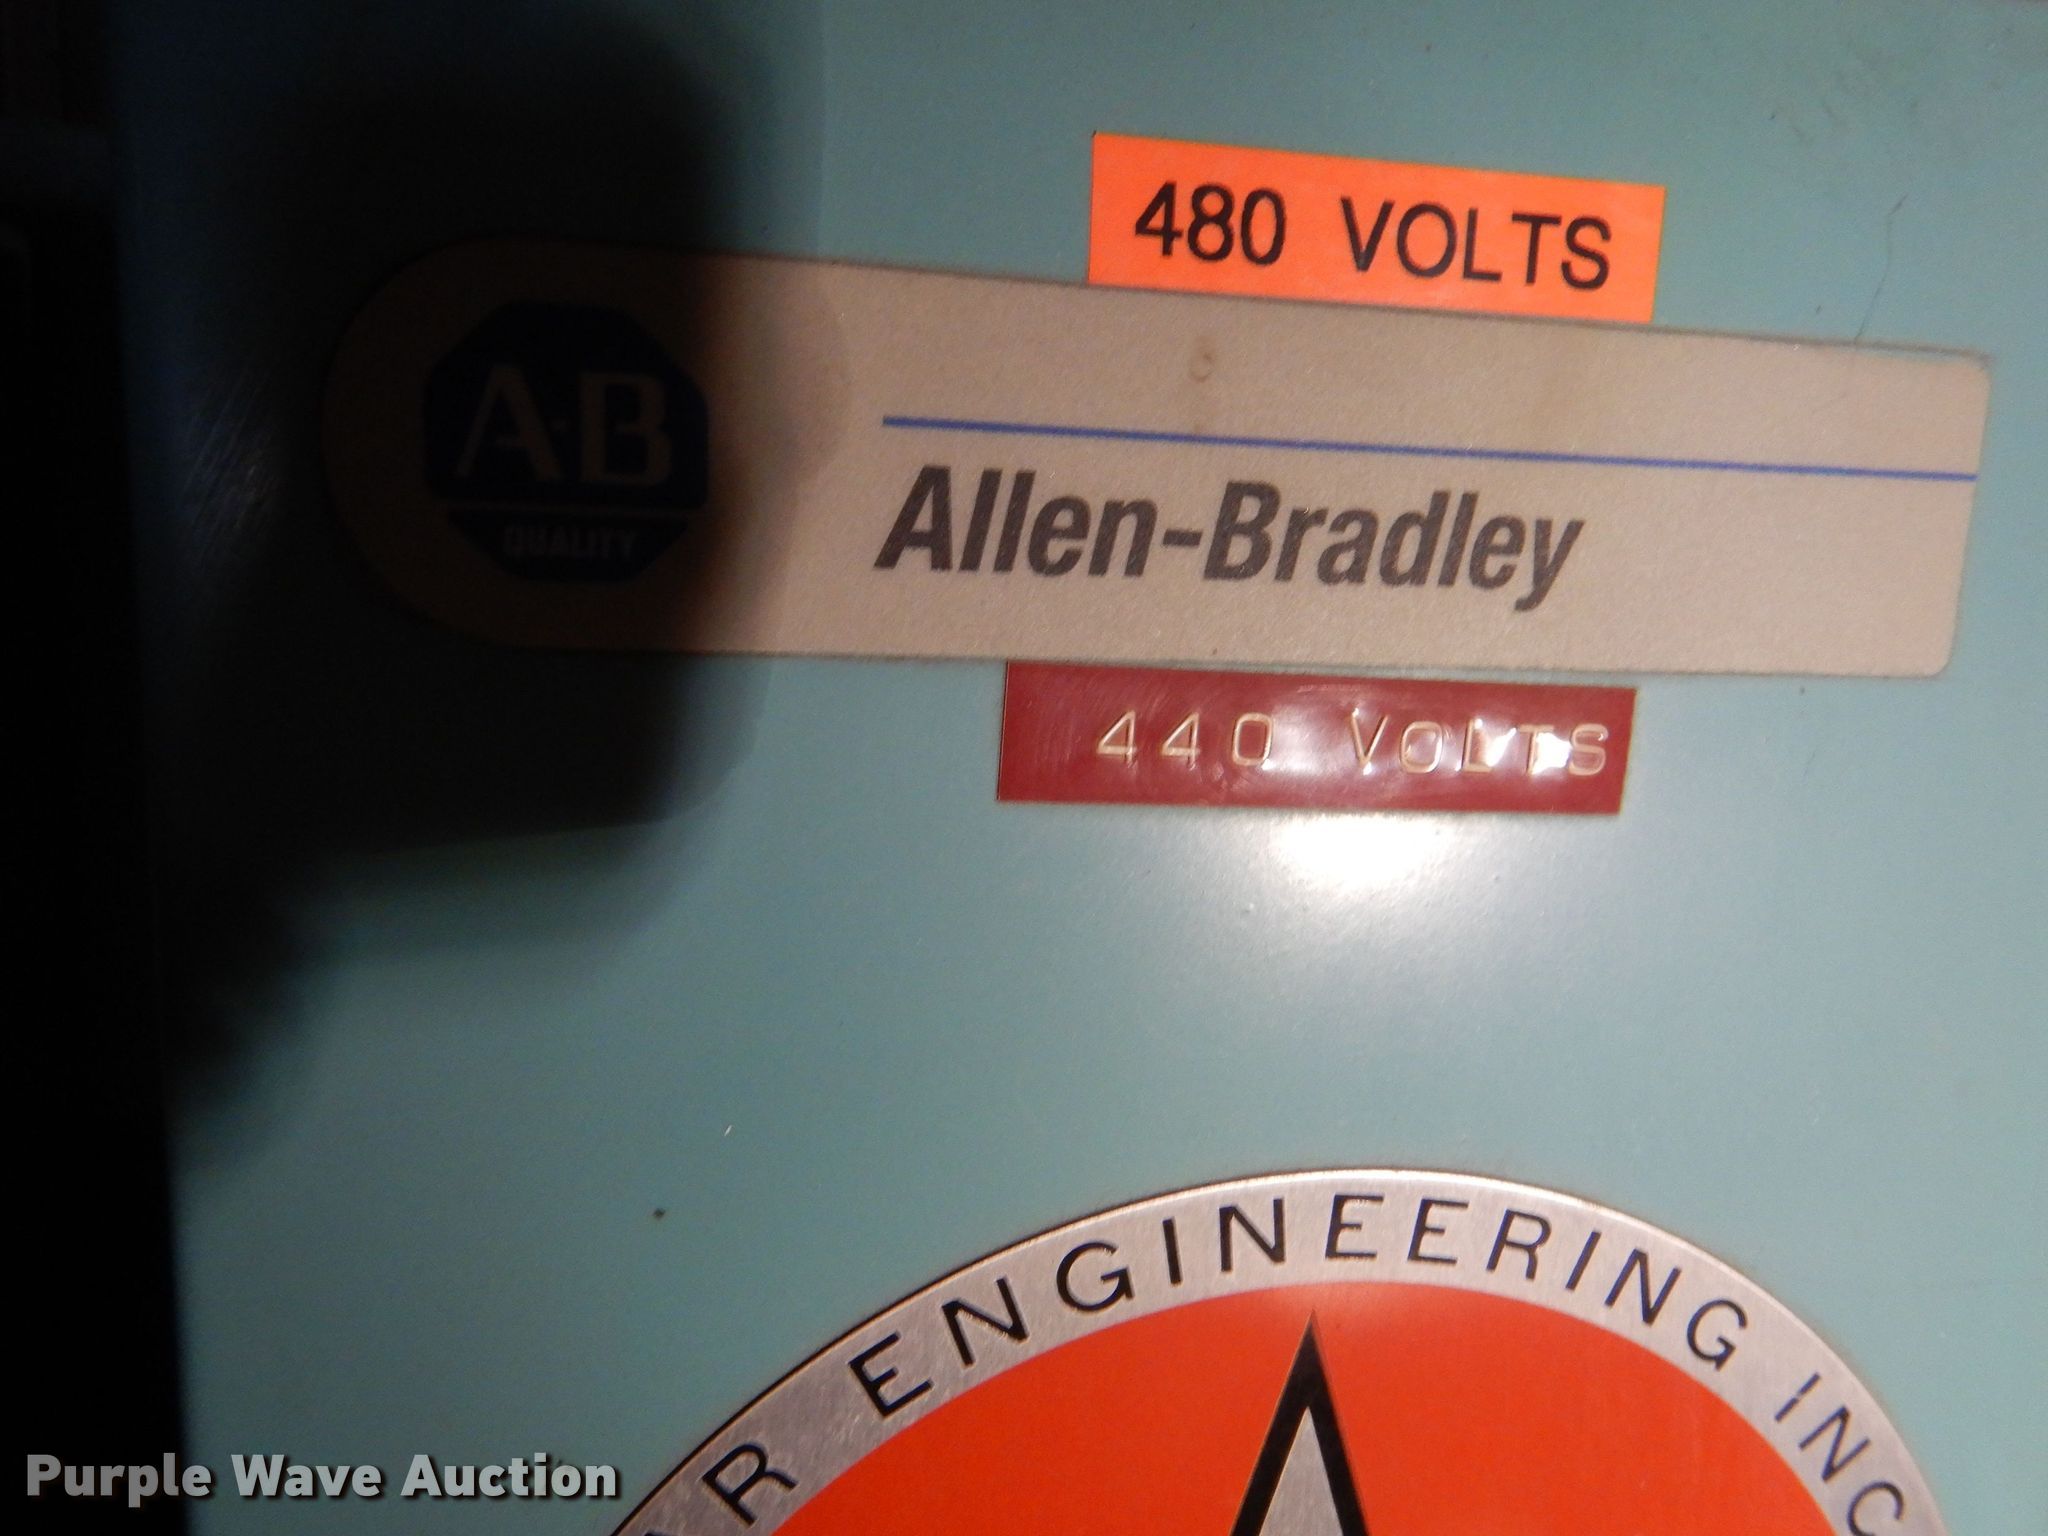 480 VOLTS
A-B
QUALITY
Allen-Bradley
440 VOLTS
ENGINEERING INC
Purple Wave Auction